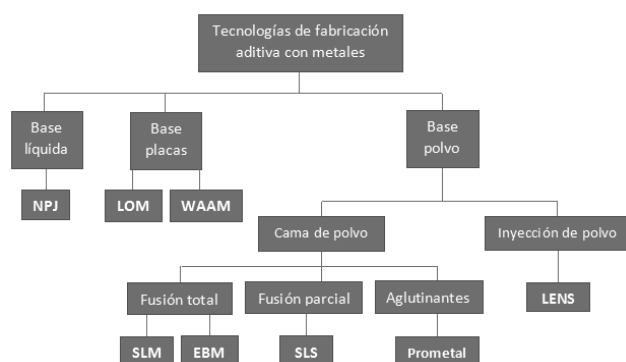 Tecnologías de fabricación
aditiva con metales
Base
líquida
Base
placas
Base
polvo
NPJ
LOM
WAAM
Cama de polvo
Inyección de polvo
Fusión total
Fusión parcial
Aglutinantes
LENS
SLM
EBM
SLS
Prometal